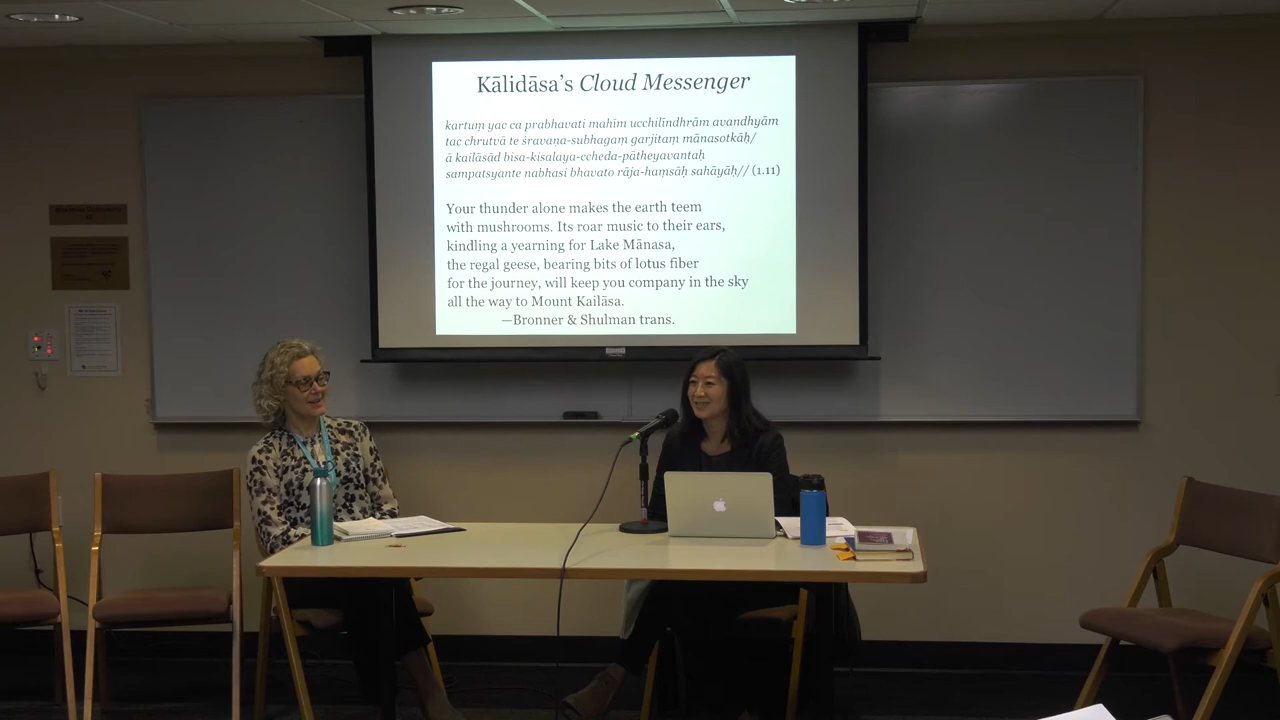 Kālidāsa's Cloud Messenger
kartuṃ yac ca prabhavati mahīm ucchilīndhrām avandhyām
tac chrutvā te śravaṇa-subhagaṃ garjitaṃ mānasotkāḥ/
ā kailāsād bisa-kisalaya-ccheda-pātheyavantaḥ
sampatsyante nabhasi bhavato rāja-haṃsāḥ sahāyāḥ// (1.11)
Your thunder alone makes the earth teem
with mushrooms. Its roar music to their ears,
kindling a yearning for Lake Mānasa,
the regal geese, bearing bits of lotus fiber
for the journey, will keep you company in the sky
all the way to Mount Kailāsa.
—Bronner & Shulman trans.